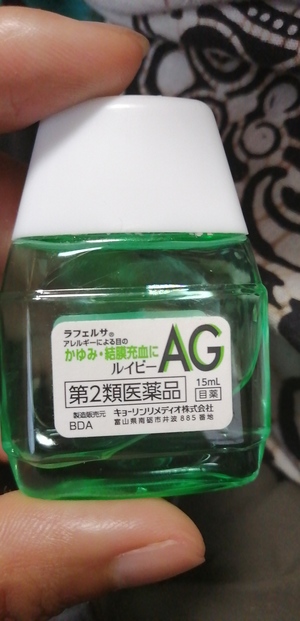 ラフェルサ®
アレルギーによる目の
かゆみ・結膜充血に
ルイビー AG
第2類医薬品 15mL 目薬
製造販売元 キョーリンリメディオ株式会社
BDA 富山県南砺市井波885番地